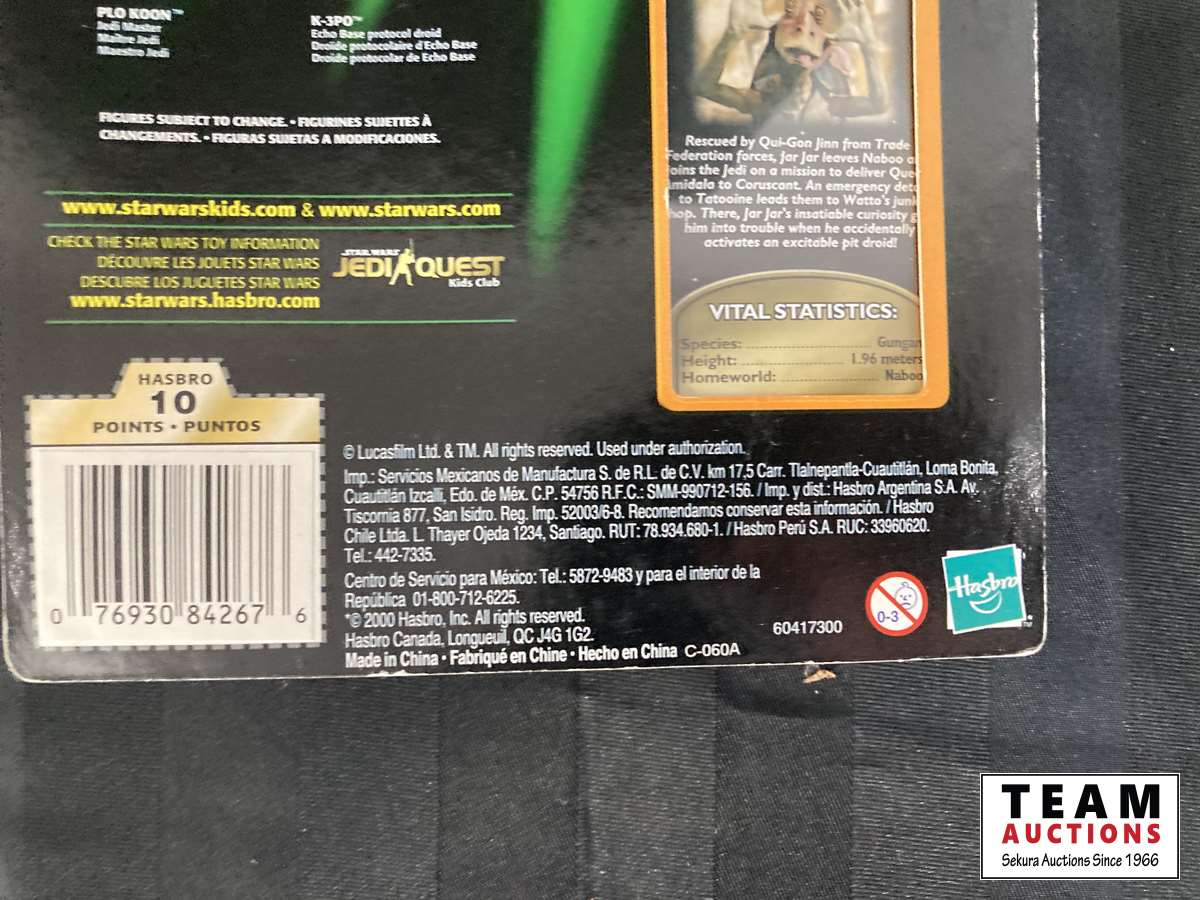 PLO KOON™
Jedi Master
Maître Jedi
Maestro Jedi
K-3PO™
Echo Base protocol droid
Droïde protocolaire d'Echo Base
Droide protocolar de Echo Base
FIGURES SUBJECT TO CHANGE. • FIGURINES SUJETTES À
CHANGEMENTS. • FIGURAS SUJETAS A MODIFICACIONES.
www.starwarskids.com & www.starwars.com
CHECK THE STAR WARS TOY INFORMATION
DÉCOUVRE LES JOUETS STAR WARS
DESCUBRE LOS JUGUETES STAR WARS
www.starwars.hasbro.com
STAR WARS
JEDI QUEST
Kids Club
Rescued by Qui-Gon Jinn from Trade
Federation forces, Jar Jar leaves Naboo
joins the Jedi on a mission to deliver
to Coruscant. An emergency
to Tatooine leads them to Watto's
There, Jar Jar's insatiable curiosity
him into trouble when he accidentally
activates an excitable pit droid!
VITAL STATISTICS:
Species: Gungan
Height: 1.96 meters
Homeworld: Naboo
HASBRO
10
POINTS • PUNTOS
0 76930 84267 6
© Lucasfilm Ltd. & TM. All rights reserved. Used under authorization.
Imp.: Servicios Mexicanos de Manufactura S. de R.L. de C.V. km 17,5 Carr. Tlalnepantla-Cuautitlán, Loma Bonita,
Cuautitlán Izcalli, Edo. de Méx. C.P. 54756 R.F.C.: SMM-990712-156. / Imp. y dist.: Hasbro Argentina S.A. Av.
Tiscornia 877, San Isidro. Reg. Imp. 52003/6-8. Recomendamos conservar esta información. / Hasbro
Chile Ltda. L. Thayer Ojeda 1234, Santiago. RUT: 78.934.680-1. / Hasbro Perú S.A. RUC: 33960620.
Tel.: 442-7335.
Centro de Servicio para México: Tel.: 5872-9483 y para el interior de la
República 01-800-712-6225.
*© 2000 Hasbro, Inc. All rights reserved.
Hasbro Canada, Longueuil, QC J4G 1G2.
Made in China • Fabriqué en Chine • Hecho en China C-060A
60417300
0-3
Hasbro
TM
TEAM
AUCTIONS
Sekura Auctions Since 1966